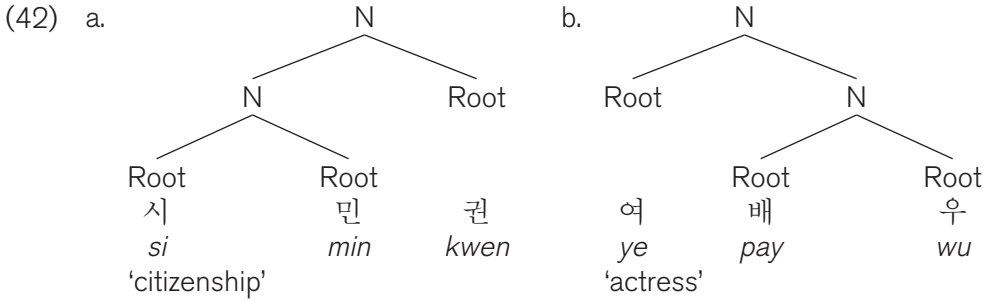 (42) a. N b. N
N Root Root N
Root Root Root Root
시 민 권 여 배 우
si min kwen ye pay wu
‘citizenship’ ‘actress’